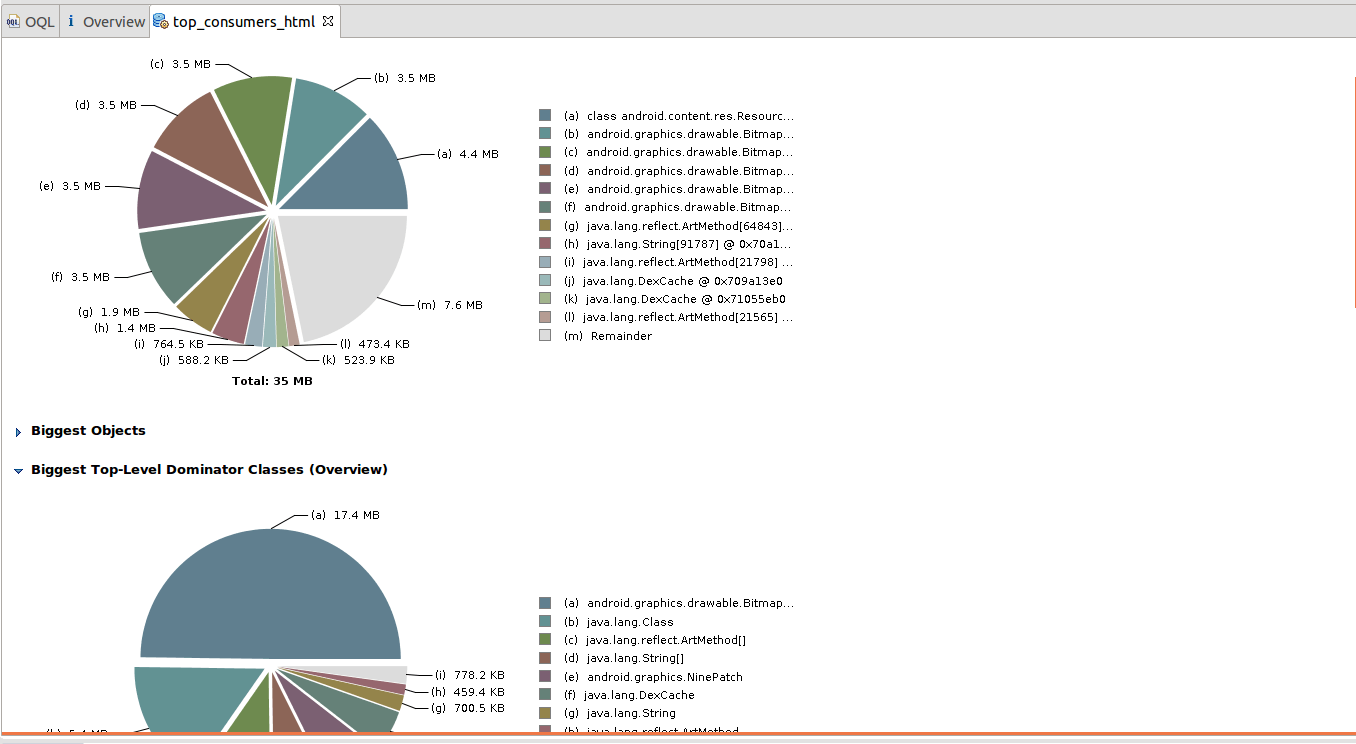 OQL i Overview top_consumers_html
(c) 3.5 MB
(b) 3.5 MB
(d) 3.5 MB
(a) 4.4 MB
(e) 3.5 MB
(f) 3.5 MB
(m) 7.6 MB
(g) 1.9 MB
(h) 1.4 MB
(i) 764.5 KB
(l) 473.4 KB
(j) 588.2 KB
(k) 523.9 KB
Total: 35 MB
(a) class android.content.res.Resourc...
(b) android.graphics.drawable.Bitmap...
(c) android.graphics.drawable.Bitmap...
(d) android.graphics.drawable.Bitmap...
(e) android.graphics.drawable.Bitmap...
(f) android.graphics.drawable.Bitmap...
(g) java.lang.reflect.ArtMethod[64843]...
(h) java.lang.String[91787] @ 0x70a1...
(i) java.lang.reflect.ArtMethod[21798] ...
(j) java.lang.DexCache @ 0x709a13e0
(k) java.lang.DexCache @ 0x71055eb0
(l) java.lang.reflect.ArtMethod[21565] ...
(m) Remainder
Biggest Objects
Biggest Top-Level Dominator Classes (Overview)
(a) 17.4 MB
(i) 778.2 KB
(h) 459.4 KB
(g) 700.5 KB
(a) android.graphics.drawable.Bitmap...
(b) java.lang.Class
(c) java.lang.reflect.ArtMethod[]
(d) java.lang.String[]
(e) android.graphics.NinePatch
(f) java.lang.DexCache
(g) java.lang.String
(h) java.lang.reflect.ArtMethod